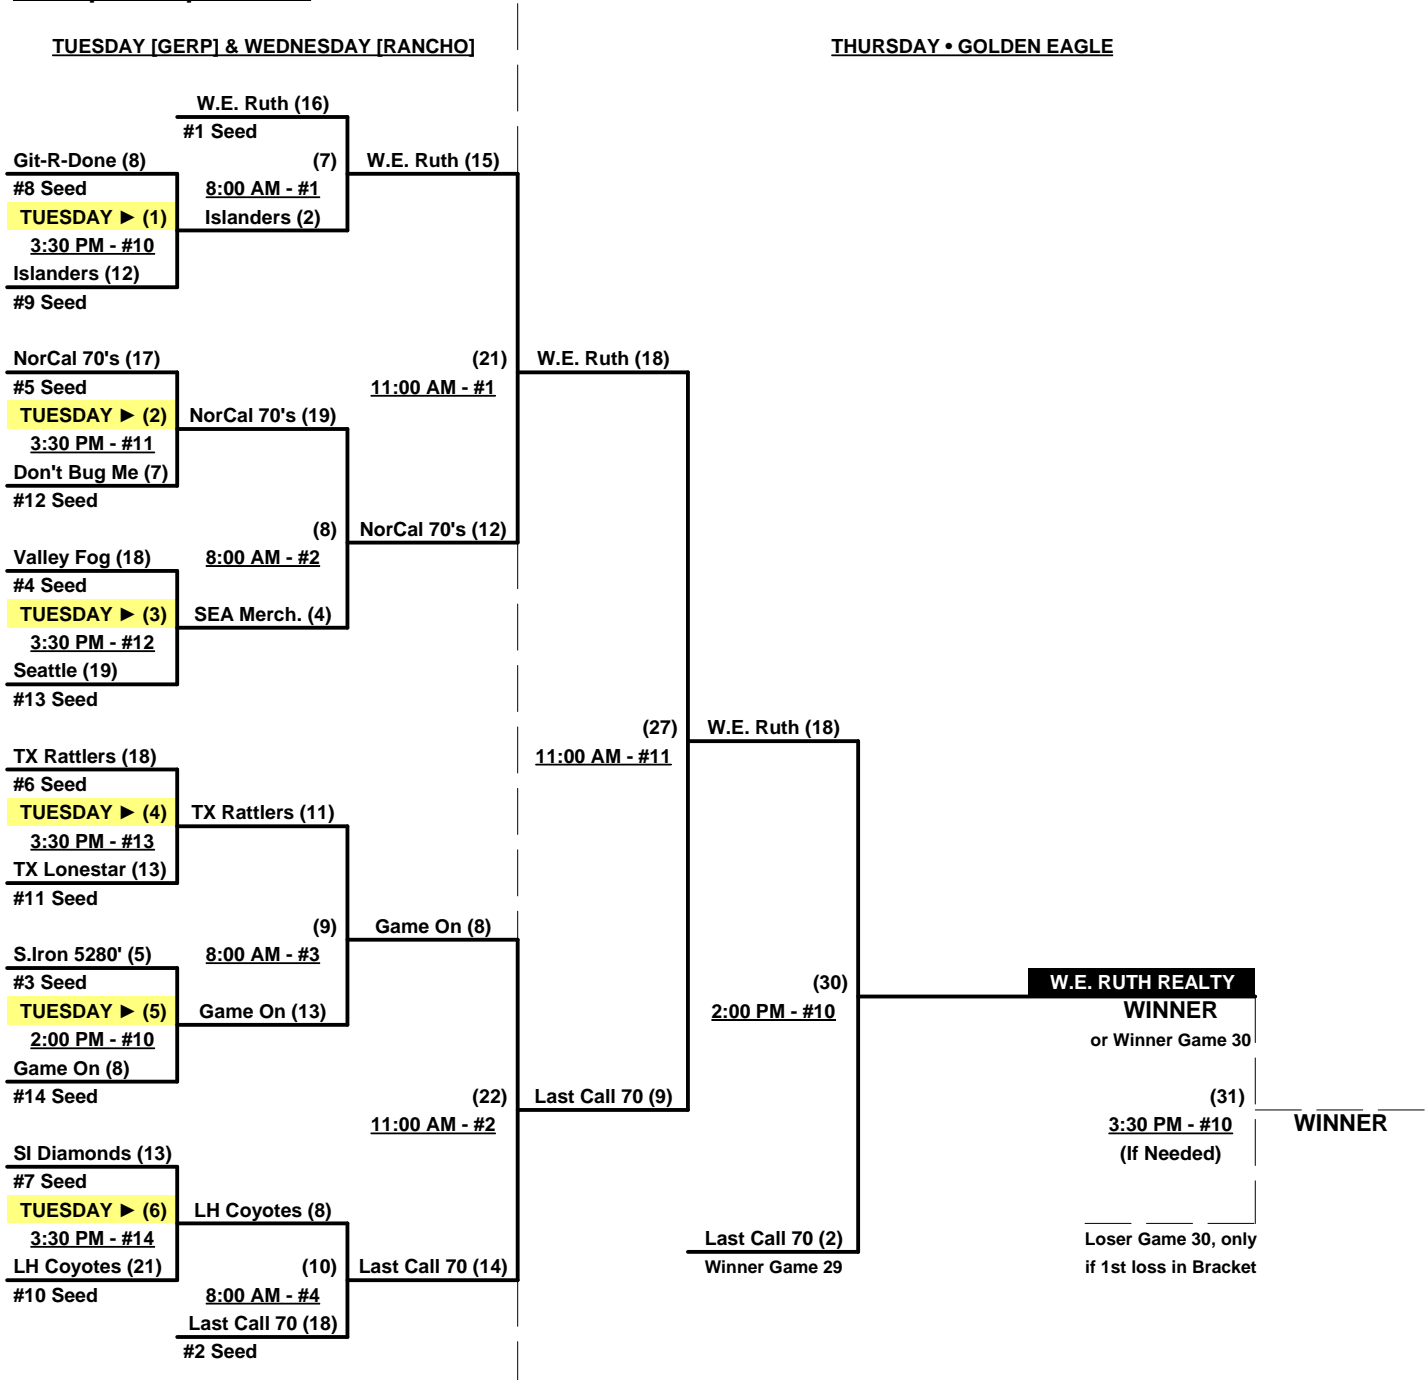 TUESDAY [GERP] & WEDNESDAY [RANCHO]
THURSDAY • GOLDEN EAGLE
W.E. Ruth (16)
#1 Seed
Git-R-Done (8)
(7)
W.E. Ruth (15)
#8 Seed
8:00 AM - #1
TUESDAY ► (1)
Islanders (2)
3:30 PM - #10
Islanders (12)
#9 Seed
NorCal 70's (17)
(21)
W.E. Ruth (18)
#5 Seed
11:00 AM - #1
TUESDAY ► (2)
NorCal 70's (19)
3:30 PM - #11
Don't Bug Me (7)
#12 Seed
(8)
NorCal 70's (12)
Valley Fog (18)
8:00 AM - #2
#4 Seed
TUESDAY ► (3)
SEA Merch. (4)
3:30 PM - #12
Seattle (19)
#13 Seed
(27)
W.E. Ruth (18)
TX Rattlers (18)
11:00 AM - #11
#6 Seed
TUESDAY ► (4)
TX Rattlers (11)
3:30 PM - #13
TX Lonestar (13)
#11 Seed
(9)
Game On (8)
S.Iron 5280' (5)
8:00 AM - #3
#3 Seed
(30)
W.E. RUTH REALTY
TUESDAY ► (5)
Game On (13)
2:00 PM - #10
WINNER
2:00 PM - #10
or Winner Game 30
Game On (8)
#14 Seed
(22)
Last Call 70 (9)
(31)
11:00 AM - #2
3:30 PM - #10
WINNER
SI Diamonds (13)
(If Needed)
#7 Seed
TUESDAY ► (6)
LH Coyotes (8)
3:30 PM - #14
Last Call 70 (2)
Loser Game 30, only
LH Coyotes (21)
(10)
Last Call 70 (14)
Winner Game 29
if 1st loss in Bracket
#10 Seed
8:00 AM - #4
Last Call 70 (18)
#2 Seed